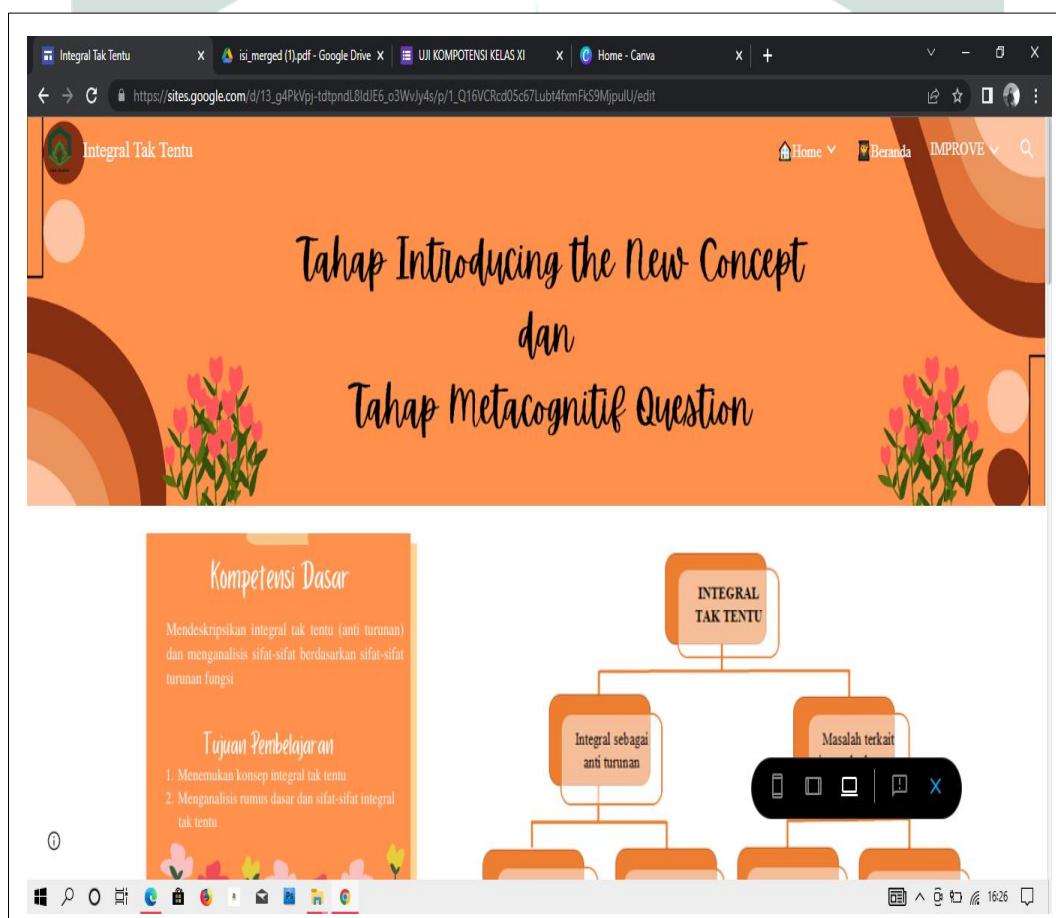 Integral Tak Tentu
isi_merged (1).pdf - Google Drive
UJI KOMPETENSI KELAS XI
Home - Canva
https://sites.google.com/d/13_g4PkVpj-tdtpndL8ldJE6_o3WvJy4s/p/1_Q16VCRcd05c67Lubt4fxmFkS9MjpulU/edit
Integral Tak Tentu
Home
Beranda
IMPROVE
Tahap Introducing the New Concept
dan
Tahap Metacognitif Question
Kompetensi Dasar
Mendeskripsikan integral tak tentu (anti turunan)
dan menganalisis sifat-sifat berdasarkan sifat-sifat
turunan fungsi
Tujuan Pembelajaran
1. Menemukan konsep integral tak tentu
2. Menganalisis rumus dasar dan sifat-sifat integral
tak tentu
INTEGRAL
TAK TENTU
Integral sebagai
anti turunan
Masalah terkait
16:26